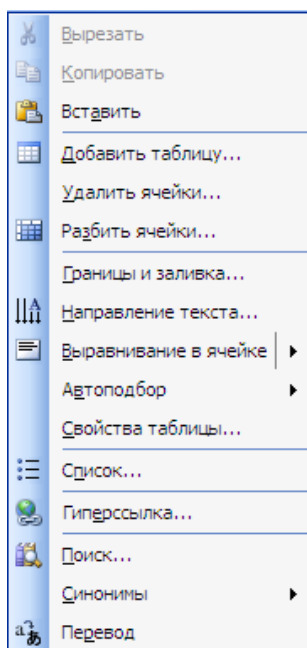 Вырезать
Копировать
Вставить
Добавить таблицу...
Удалить ячейки...
Разбить ячейки...
Границы и заливка...
Направление текста...
Выравнивание в ячейке
Автоподбор
Свойства таблицы...
Список...
Гиперссылка...
Поиск...
Синонимы
Перевод